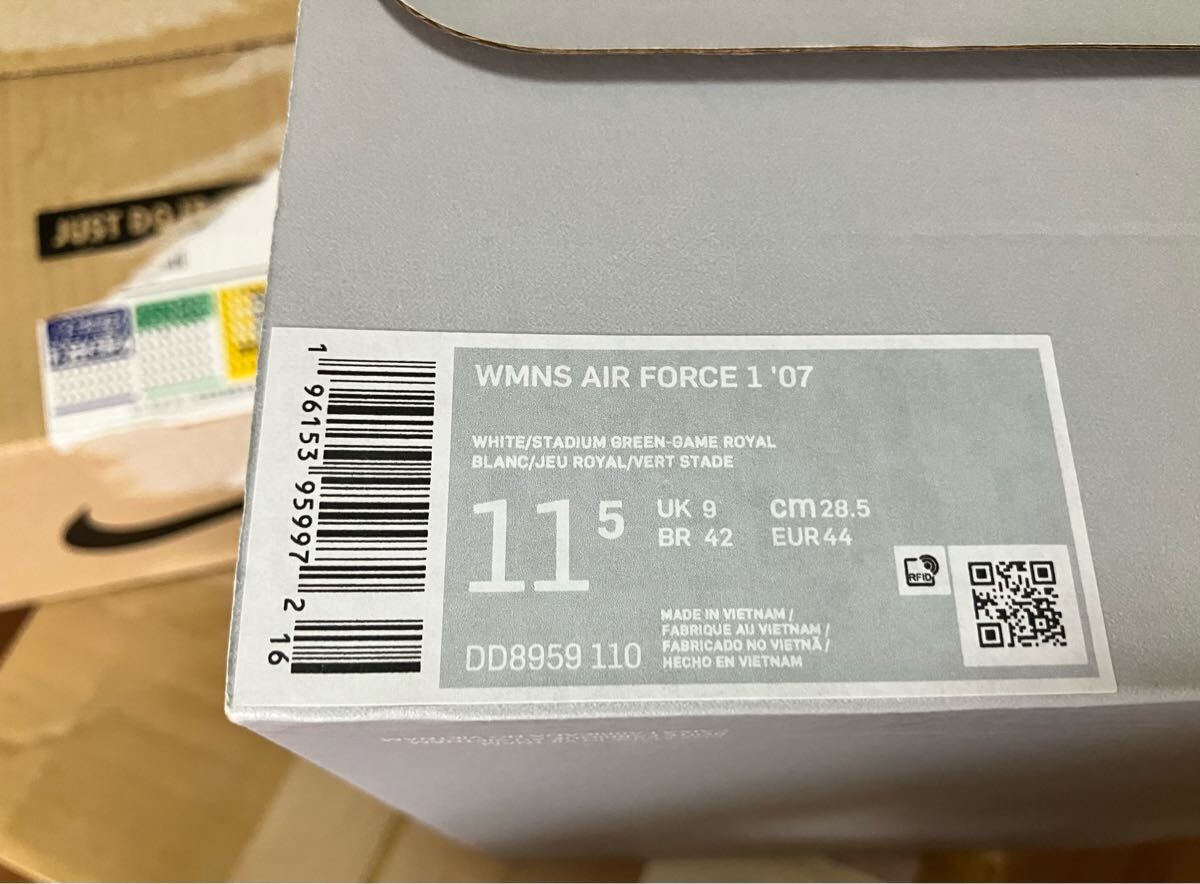 JUST DO IT
WMNS AIR FORCE 1 '07
WHITE/STADIUM GREEN-GAME ROYAL
BLANC/JEU ROYAL/VERT STADE
11 5
UK 9 cm 28.5
BR 42 EUR 44
RFID
DD8959 110
MADE IN VIETNAM /
FABRIQUE AU VIETNAM /
FABRICADO NO VIETNÃ /
HECHO EN VIETNAM
1 96153 95997 2 16